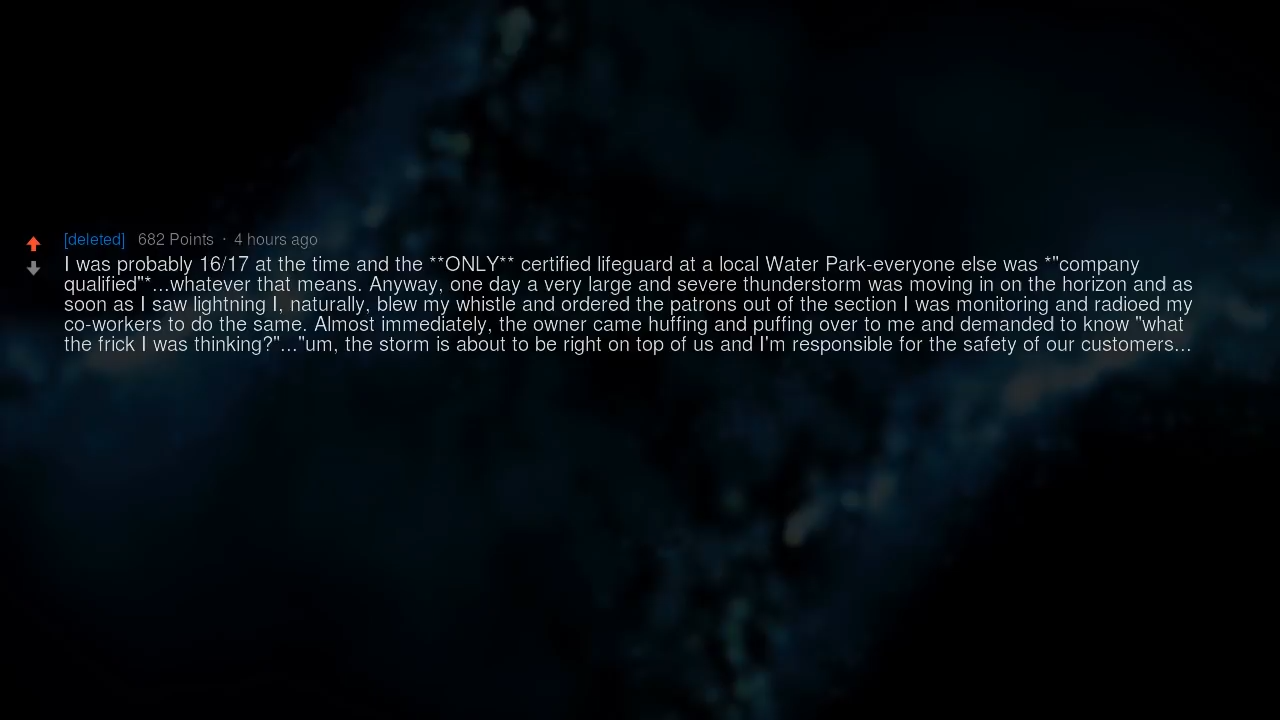 [deleted] 682 Points · 4 hours ago
I was probably 16/17 at the time and the **ONLY** certified lifeguard at a local Water Park-everyone else was *"company
qualified"*...whatever that means. Anyway, one day a very large and severe thunderstorm was moving in on the horizon and as
soon as I saw lightning I, naturally, blew my whistle and ordered the patrons out of the section I was monitoring and radioed my
co-workers to do the same. Almost immediately, the owner came huffing and puffing over to me and demanded to know "what
the frick I was thinking?"..."um, the storm is about to be right on top of us and I'm responsible for the safety of our customers...